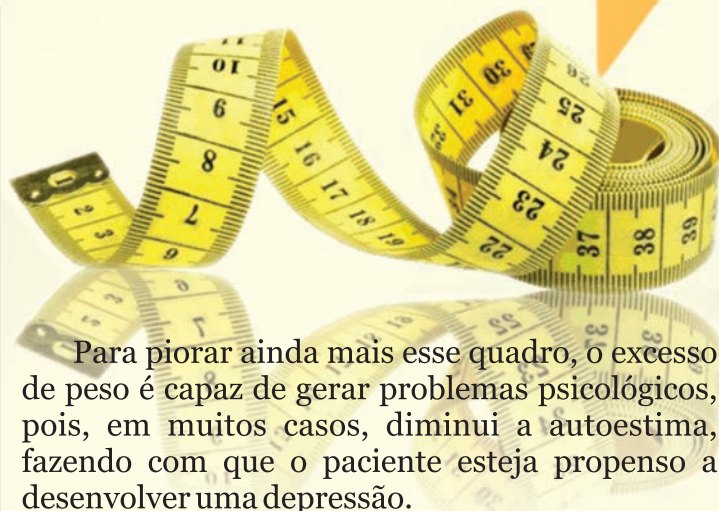 Para piorar ainda mais esse quadro, o excesso
de peso é capaz de gerar problemas psicológicos,
pois, em muitos casos, diminui a autoestima,
fazendo com que o paciente esteja propenso a
desenvolver uma depressão.